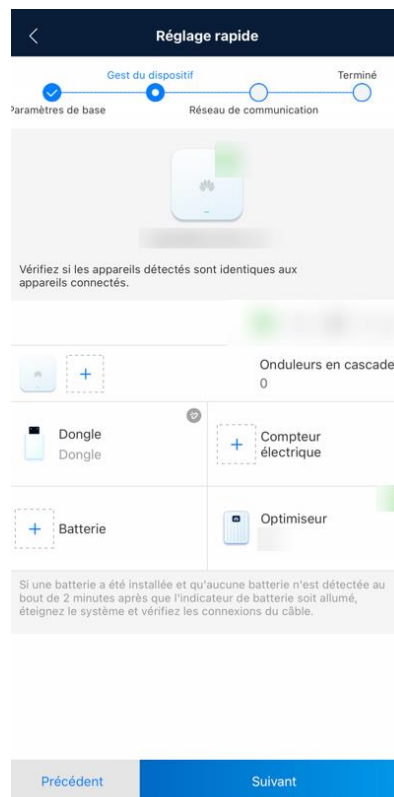 Réglage rapide
Gest du dispositif
Terminé
Paramètres de base
Réseau de communication
Vérifiez si les appareils détectés sont identiques aux
appareils connectés.
Onduleurs en cascade
0
Dongle
Dongle
Compteur
électrique
Batterie
Optimiseur
Si une batterie a été installée et qu'aucune batterie n'est détectée au
bout de 2 minutes après que l'indicateur de batterie soit allumé,
éteignez le système et vérifiez les connexions du câble.
Précédent
Suivant